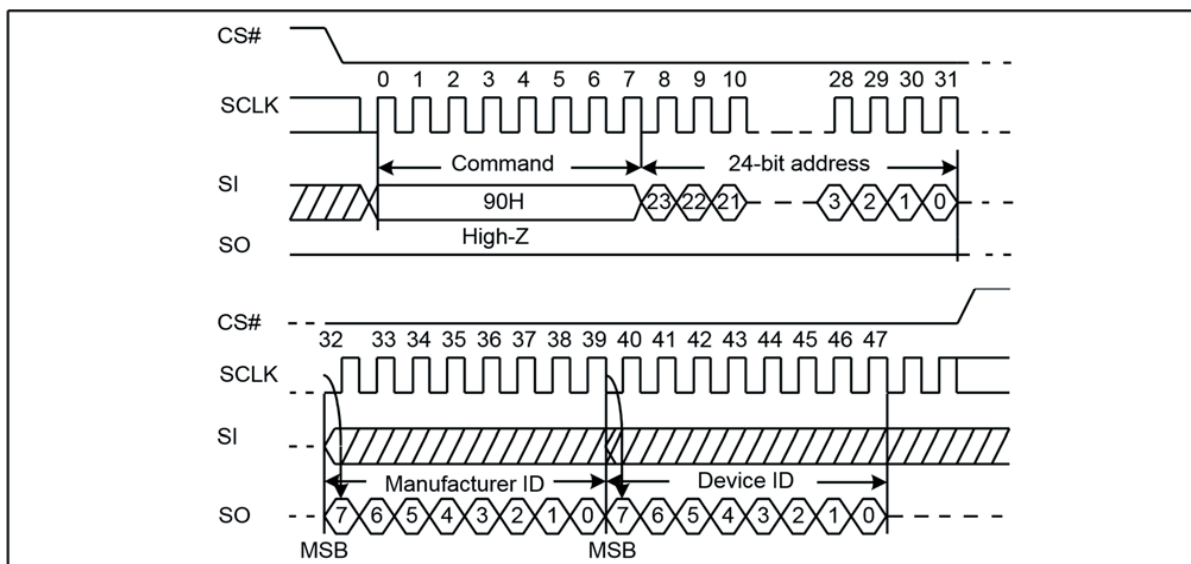 CS#
0 1 2 3 4 5 6 7 8 9 10 28 29 30 31
SCLK
Command 24-bit address
SI
90H 23 22 21 3 2 1 0
High-Z
SO
CS#
32 33 34 35 36 37 38 39 40 41 42 43 44 45 46 47
SCLK
SI
Manufacturer ID Device ID
SO 7 6 5 4 3 2 1 0 7 6 5 4 3 2 1 0
MSB MSB